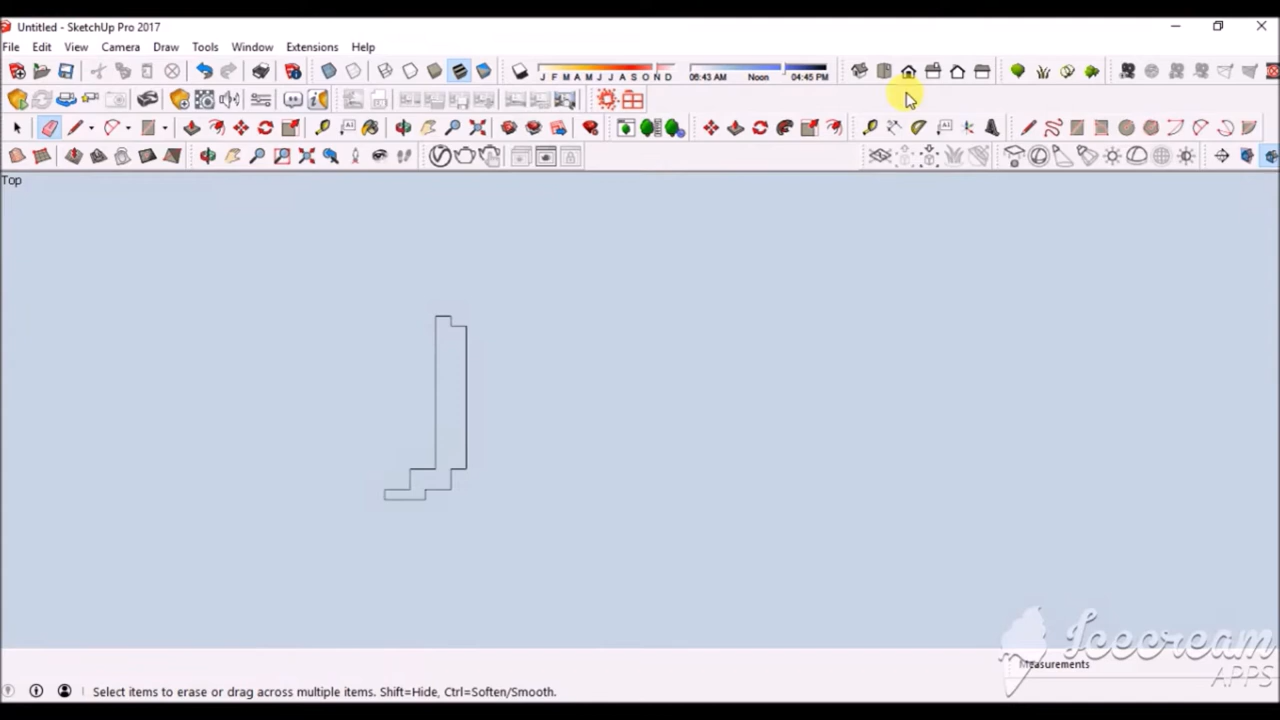 Untitled - SketchUp Pro 2017
File Edit View Camera Draw Tools Window Extensions Help
J F M A M J J A S O N D 06:43 AM Noon 04:45 PM
Top
Icecream
Measurements
APPS
Select items to erase or drag across multiple items. Shift=Hide, Ctrl=Soften/Smooth.